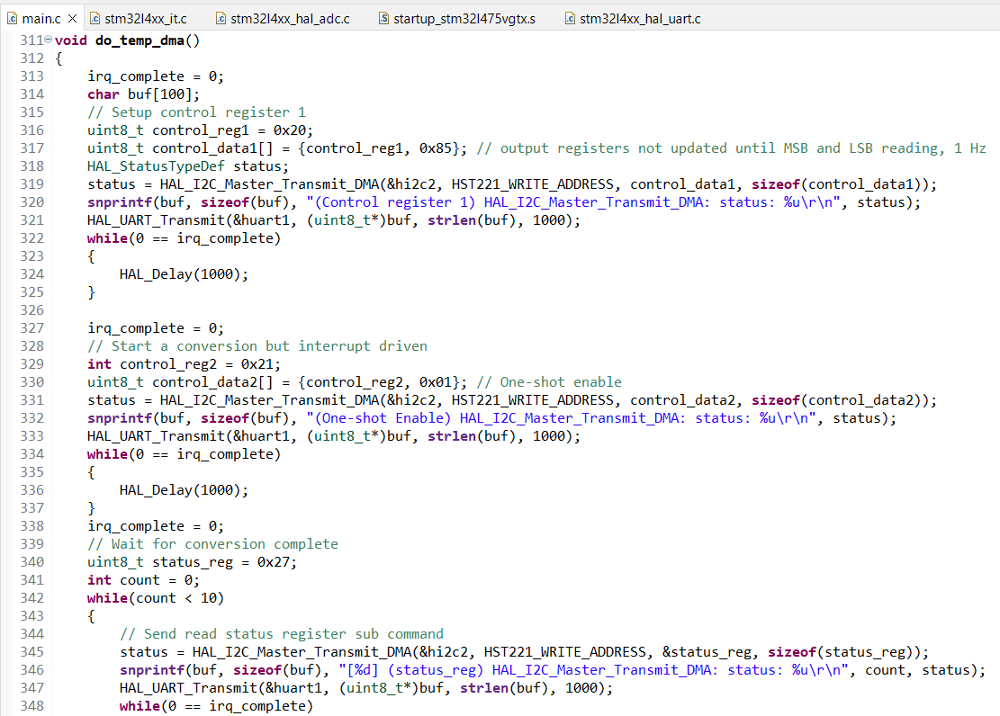 main.c stm32l4xx_it.c stm32l4xx_hal_adc.c startup_stm32l475vgtx.s stm32l4xx_hal_uart.c
311 void do_temp_dma()
312 {
313     irq_complete = 0;
314     char buf[100];
315     // Setup control register 1
316     uint8_t control_reg1 = 0x20;
317     uint8_t control_data1[] = {control_reg1, 0x85}; // output registers not updated until MSB and LSB reading, 1 Hz
318     HAL_StatusTypeDef status;
319     status = HAL_I2C_Master_Transmit_DMA(&hi2c2, HST221_WRITE_ADDRESS, control_data1, sizeof(control_data1));
320     snprintf(buf, sizeof(buf), "(Control register 1) HAL_I2C_Master_Transmit_DMA: status: %u\r\n", status);
321     HAL_UART_Transmit(&huart1, (uint8_t*)buf, strlen(buf), 1000);
322     while(0 == irq_complete)
323     {
324         HAL_Delay(1000);
325     }
326
327     irq_complete = 0;
328     // Start a conversion but interrupt driven
329     int control_reg2 = 0x21;
330     uint8_t control_data2[] = {control_reg2, 0x01}; // One-shot enable
331     status = HAL_I2C_Master_Transmit_DMA(&hi2c2, HST221_WRITE_ADDRESS, control_data2, sizeof(control_data2));
332     snprintf(buf, sizeof(buf), "(One-shot Enable) HAL_I2C_Master_Transmit_DMA: status: %u\r\n", status);
333     HAL_UART_Transmit(&huart1, (uint8_t*)buf, strlen(buf), 1000);
334     while(0 == irq_complete)
335     {
336         HAL_Delay(1000);
337     }
338     irq_complete = 0;
339     // Wait for conversion complete
340     uint8_t status_reg = 0x27;
341     int count = 0;
342     while(count < 10)
343     {
344         // Send read status register sub command
345         status = HAL_I2C_Master_Transmit_DMA(&hi2c2, HST221_WRITE_ADDRESS, &status_reg, sizeof(status_reg));
346         snprintf(buf, sizeof(buf), "[%d] (status_reg) HAL_I2C_Master_Transmit_DMA: status: %u\r\n", count, status);
347         HAL_UART_Transmit(&huart1, (uint8_t*)buf, strlen(buf), 1000);
348         while(0 == irq_complete)